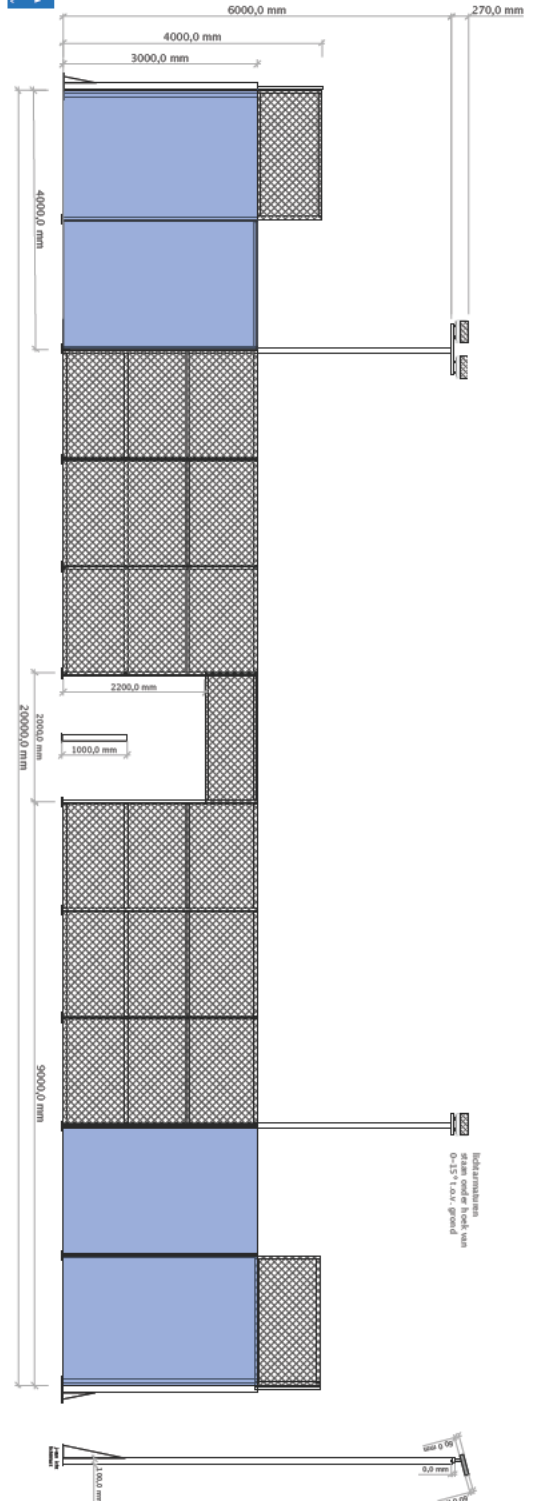 6000,0 mm
270,0 mm
4000,0 mm
3000,0 mm
4000,0 mm
2200,0 mm
2000,0 mm
20000,0 mm
1000,0 mm
9000,0 mm
lichtarmaturen
staan onder hoek van
0-15° t.o.v. grond
0,0 mm
100,0 mm